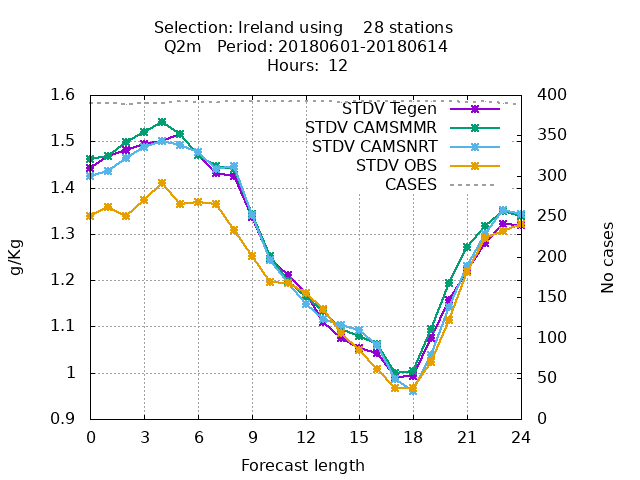 Selection: Ireland using    28 stations
Q2m   Period: 20180601-20180614
Hours: 12
STDV Tegen
STDV CAMSMMR
STDV CAMSNRT
STDV OBS
CASES
g/Kg
1.6
1.5
1.4
1.3
1.2
1.1
1
0.9
No cases
400
350
300
250
200
150
100
50
0
0 3 6 9 12 15 18 21 24
Forecast length